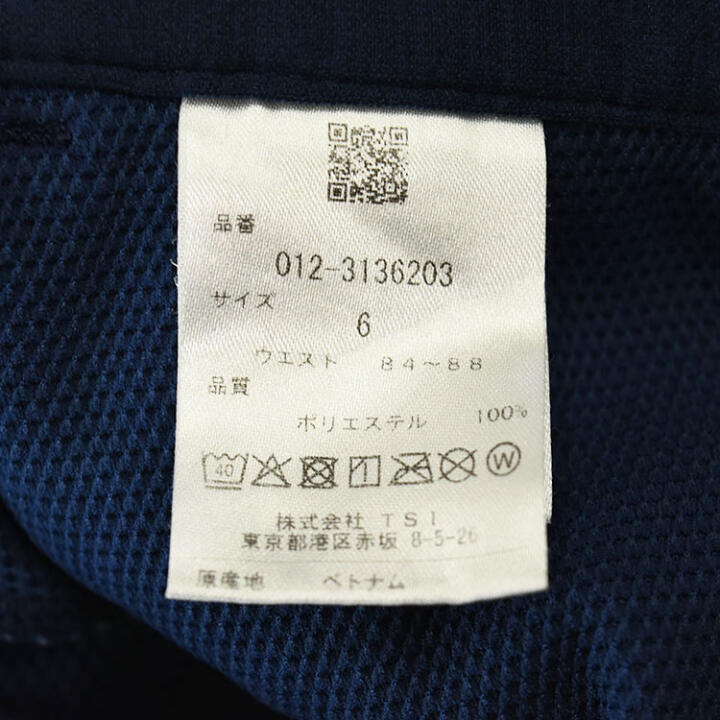 品番
012-3136203
サイズ
6
ウエスト 84～88
品質
ポリエステル 100%
40 W
株式会社 TSI
東京都港区赤坂 8-5-26
原産地 ベトナム